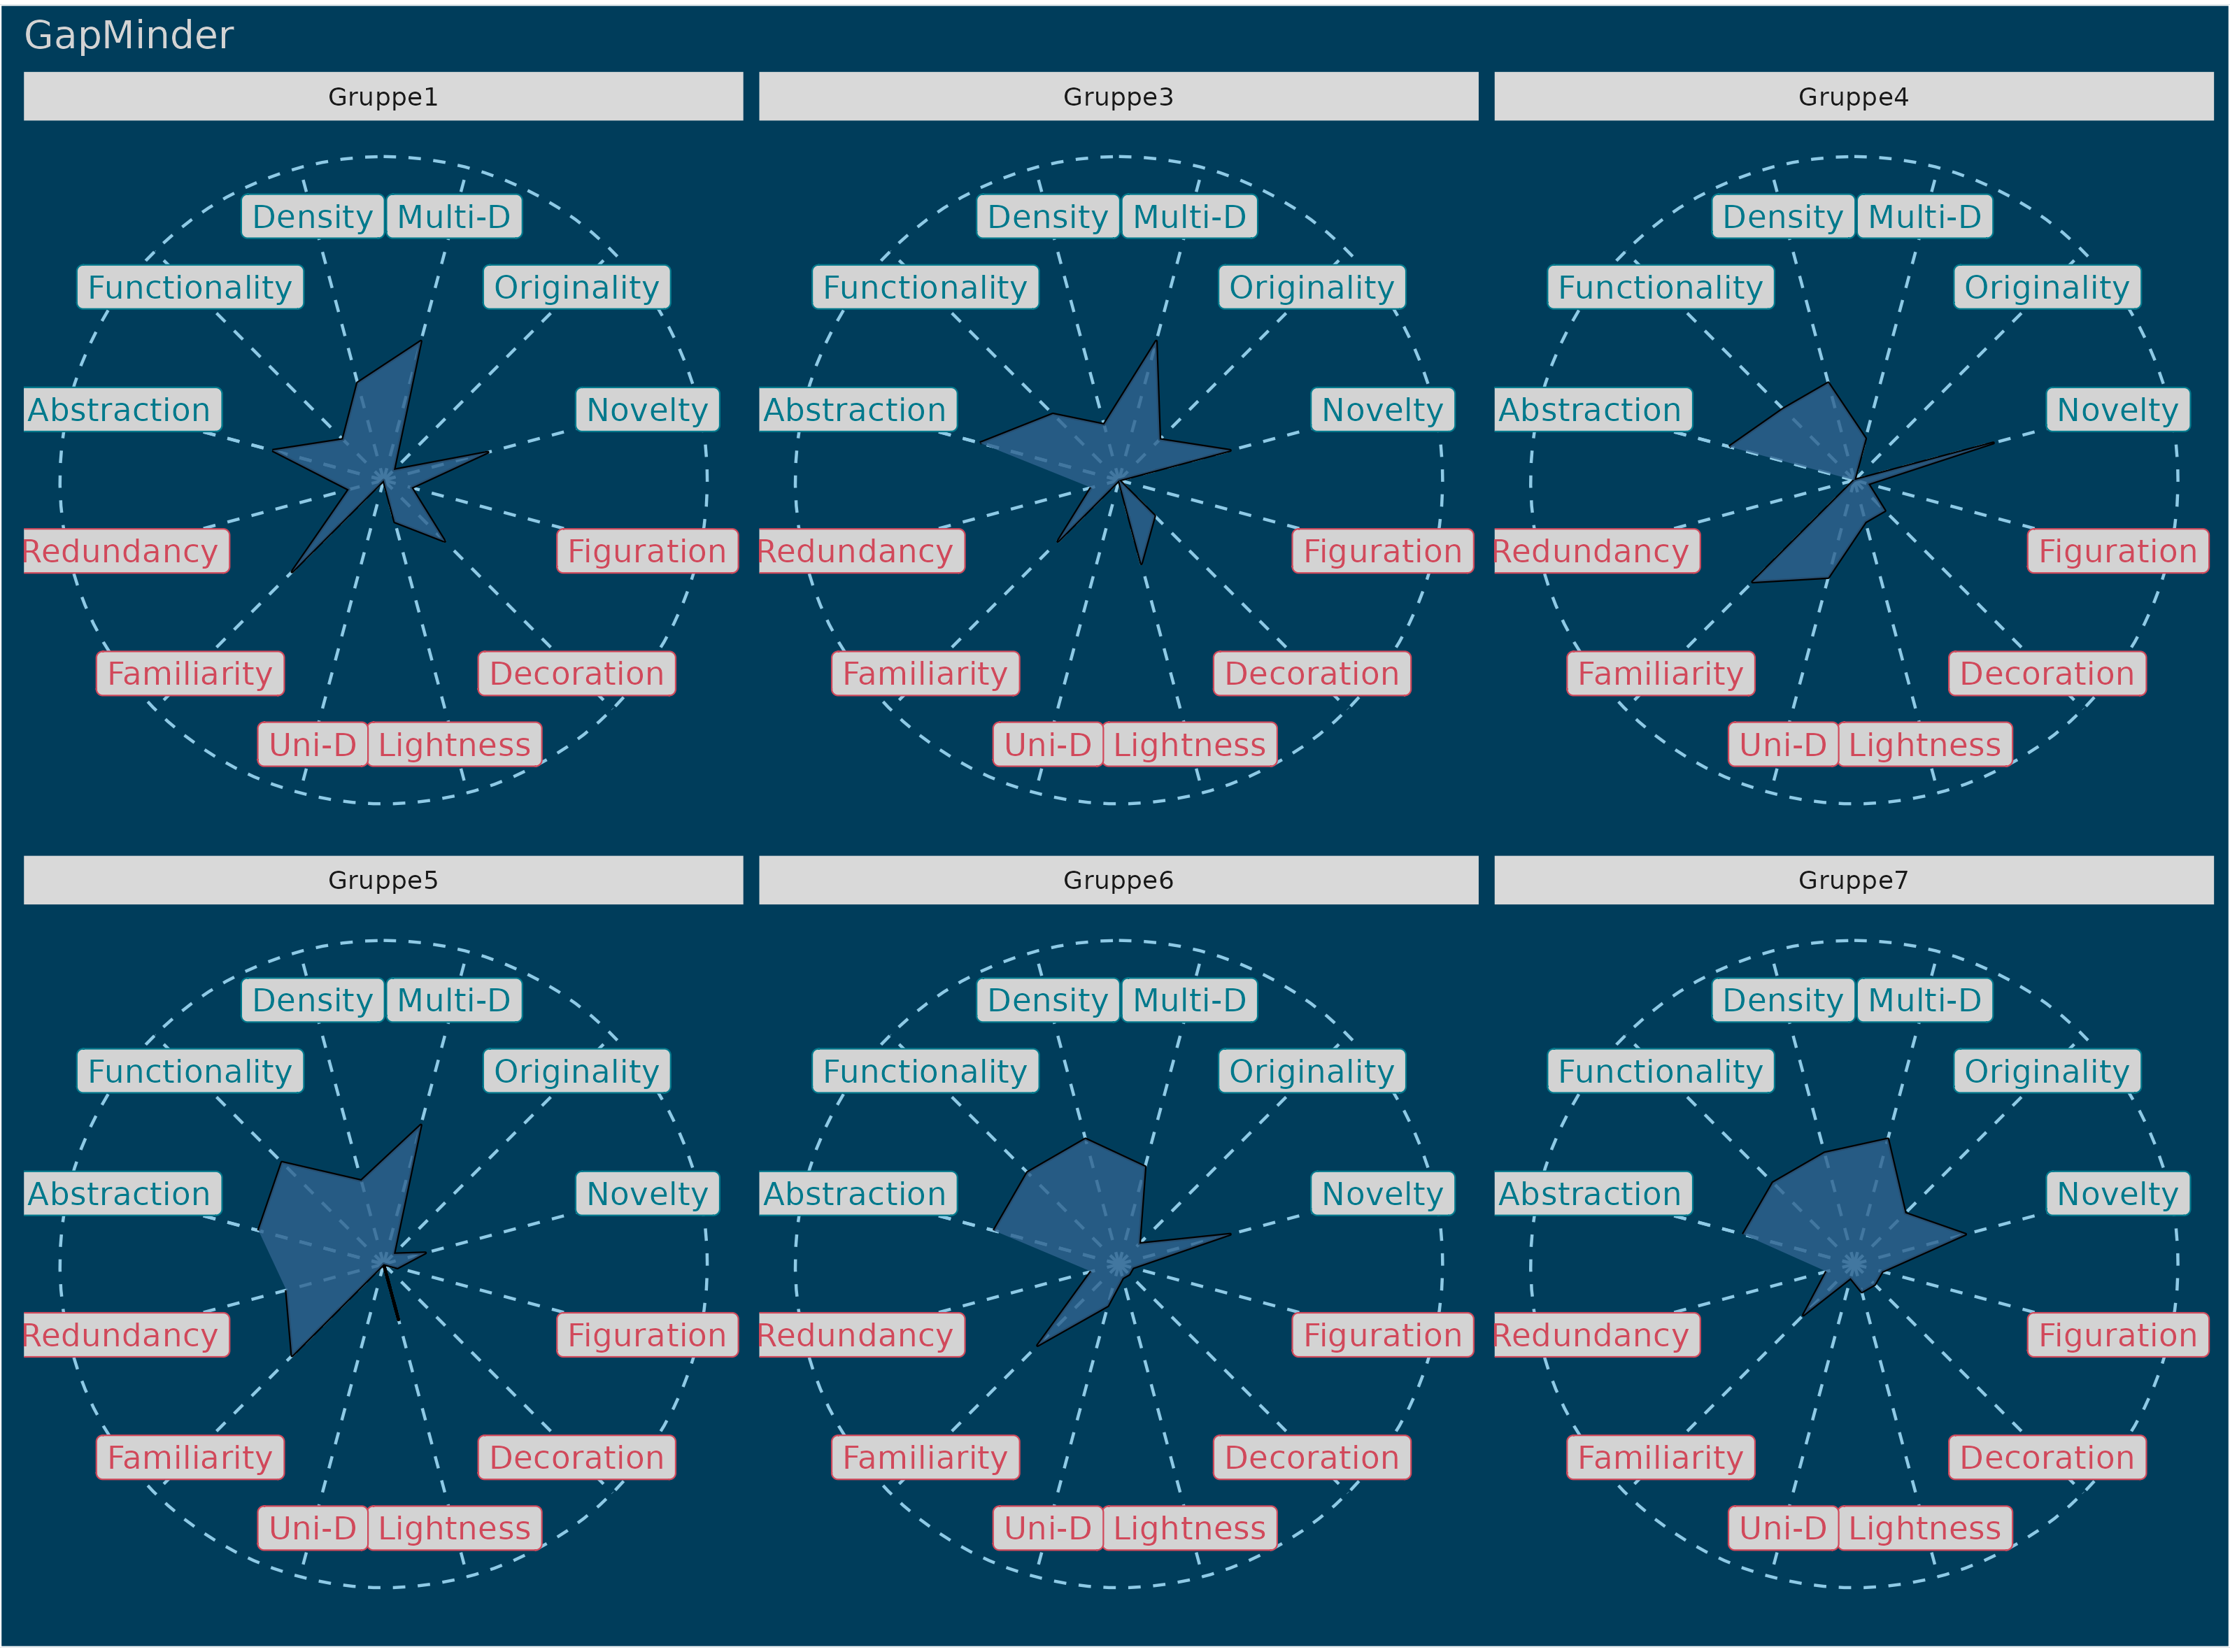 GapMinder
Gruppe1
Density Multi-D
Functionality Originality
Abstraction Novelty
Redundancy Figuration
Familiarity Decoration
Uni-D Lightness
Gruppe3
Density Multi-D
Functionality Originality
Abstraction Novelty
Redundancy Figuration
Familiarity Decoration
Uni-D Lightness
Gruppe4
Density Multi-D
Functionality Originality
Abstraction Novelty
Redundancy Figuration
Familiarity Decoration
Uni-D Lightness
Gruppe5
Density Multi-D
Functionality Originality
Abstraction Novelty
Redundancy Figuration
Familiarity Decoration
Uni-D Lightness
Gruppe6
Density Multi-D
Functionality Originality
Abstraction Novelty
Redundancy Figuration
Familiarity Decoration
Uni-D Lightness
Gruppe7
Density Multi-D
Functionality Originality
Abstraction Novelty
Redundancy Figuration
Familiarity Decoration
Uni-D Lightness